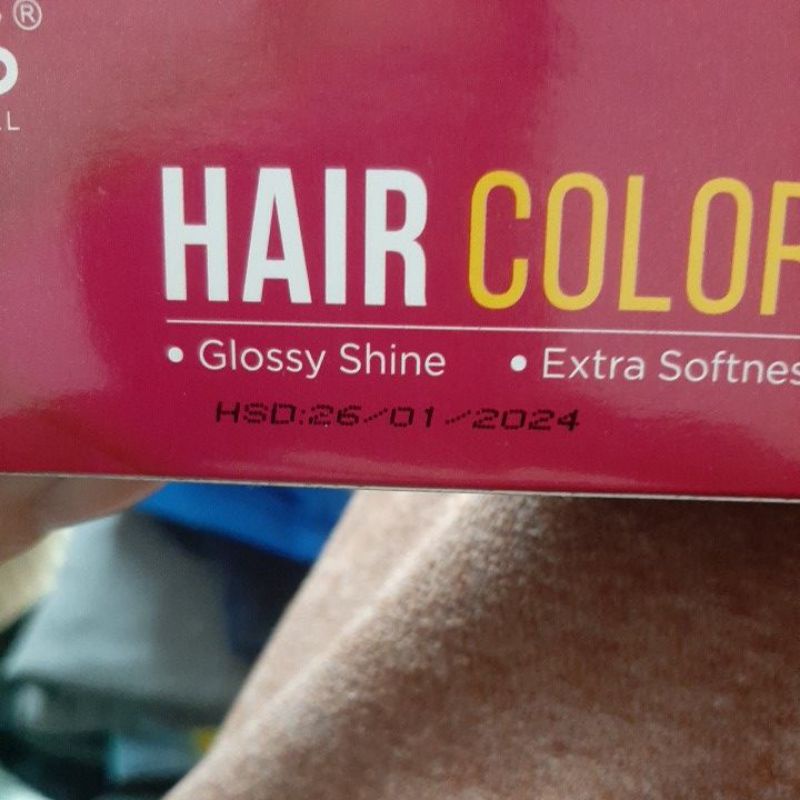 ®
HAIR COLOR
• Glossy Shine • Extra Softnes
HSD:26/01/2024